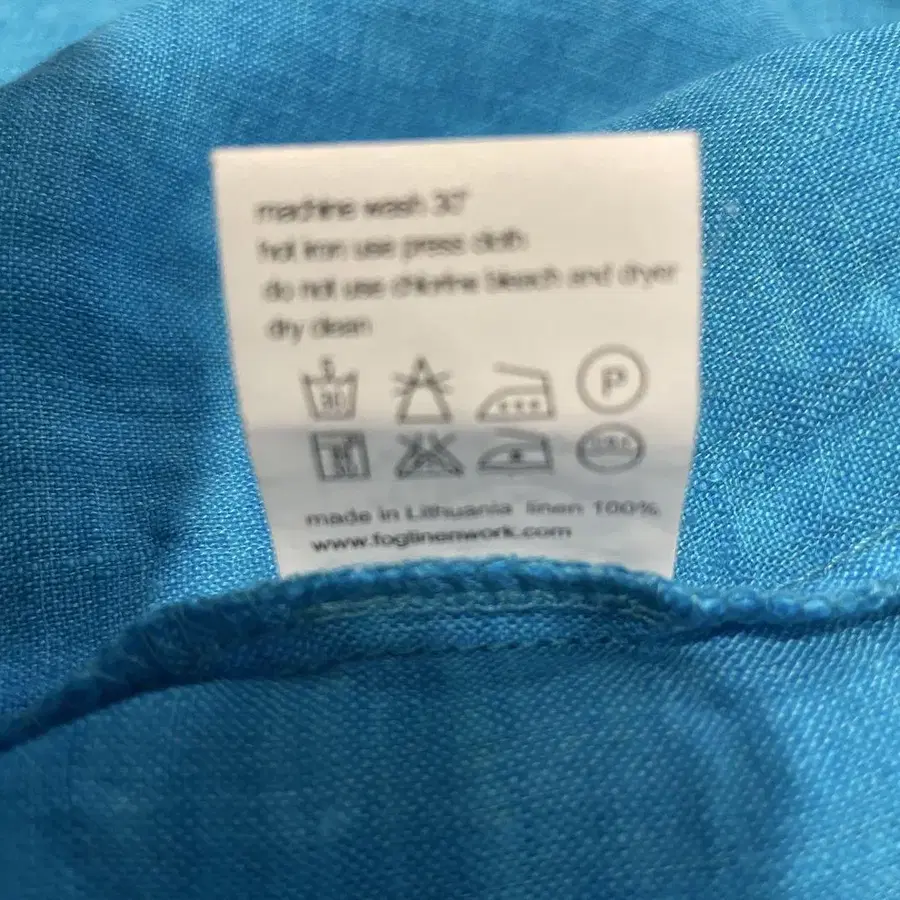 machine wash 30°
hot iron use press cloth
do not use chlorine bleach and dryer
dry clean
30 P
made in Lithuania linen 100%
www.foglinenwork.com